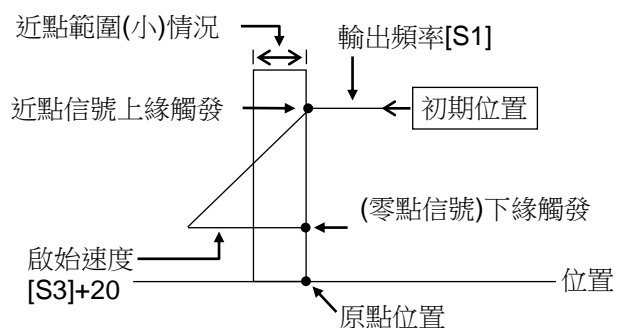 近點範圍(小)情況
輸出頻率[S1]
近點信號上緣觸發
初期位置
(零點信號)下緣觸發
啟始速度
[S3]+20
位置
原點位置